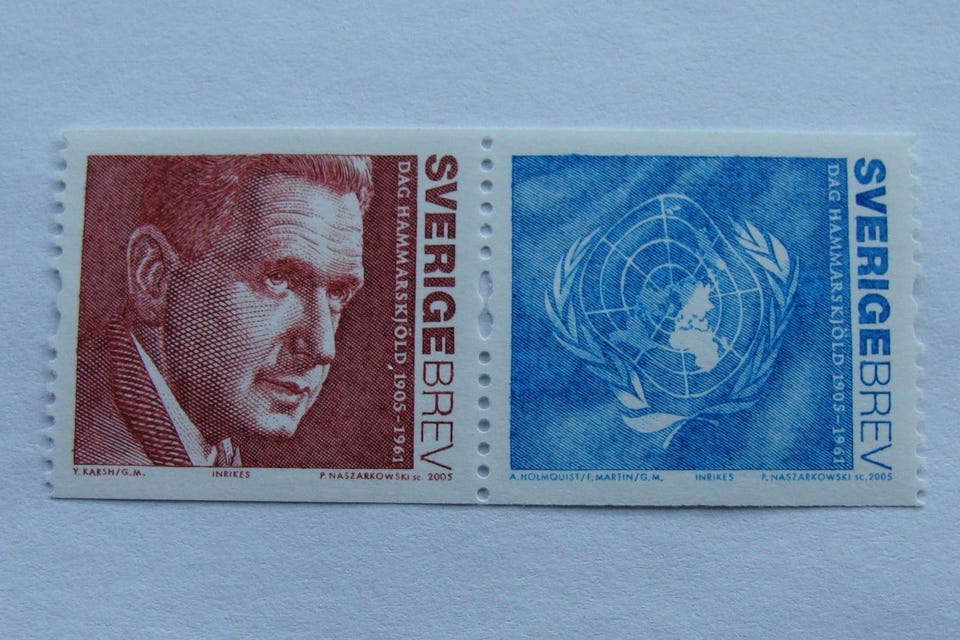 SVERIGEBREV
DAG HAMMARSKJÖLD, 1905-1961
Y. KARSH/G.M. INRIKES P. NASZARKOWSKI sc. 2005
SVERIGEBREV
DAG HAMMARSKJÖLD, 1905-1961
A. HOLMQUIST/F. MARTIN/G.M. INRIKES P. NASZARKOWSKI sc. 2005